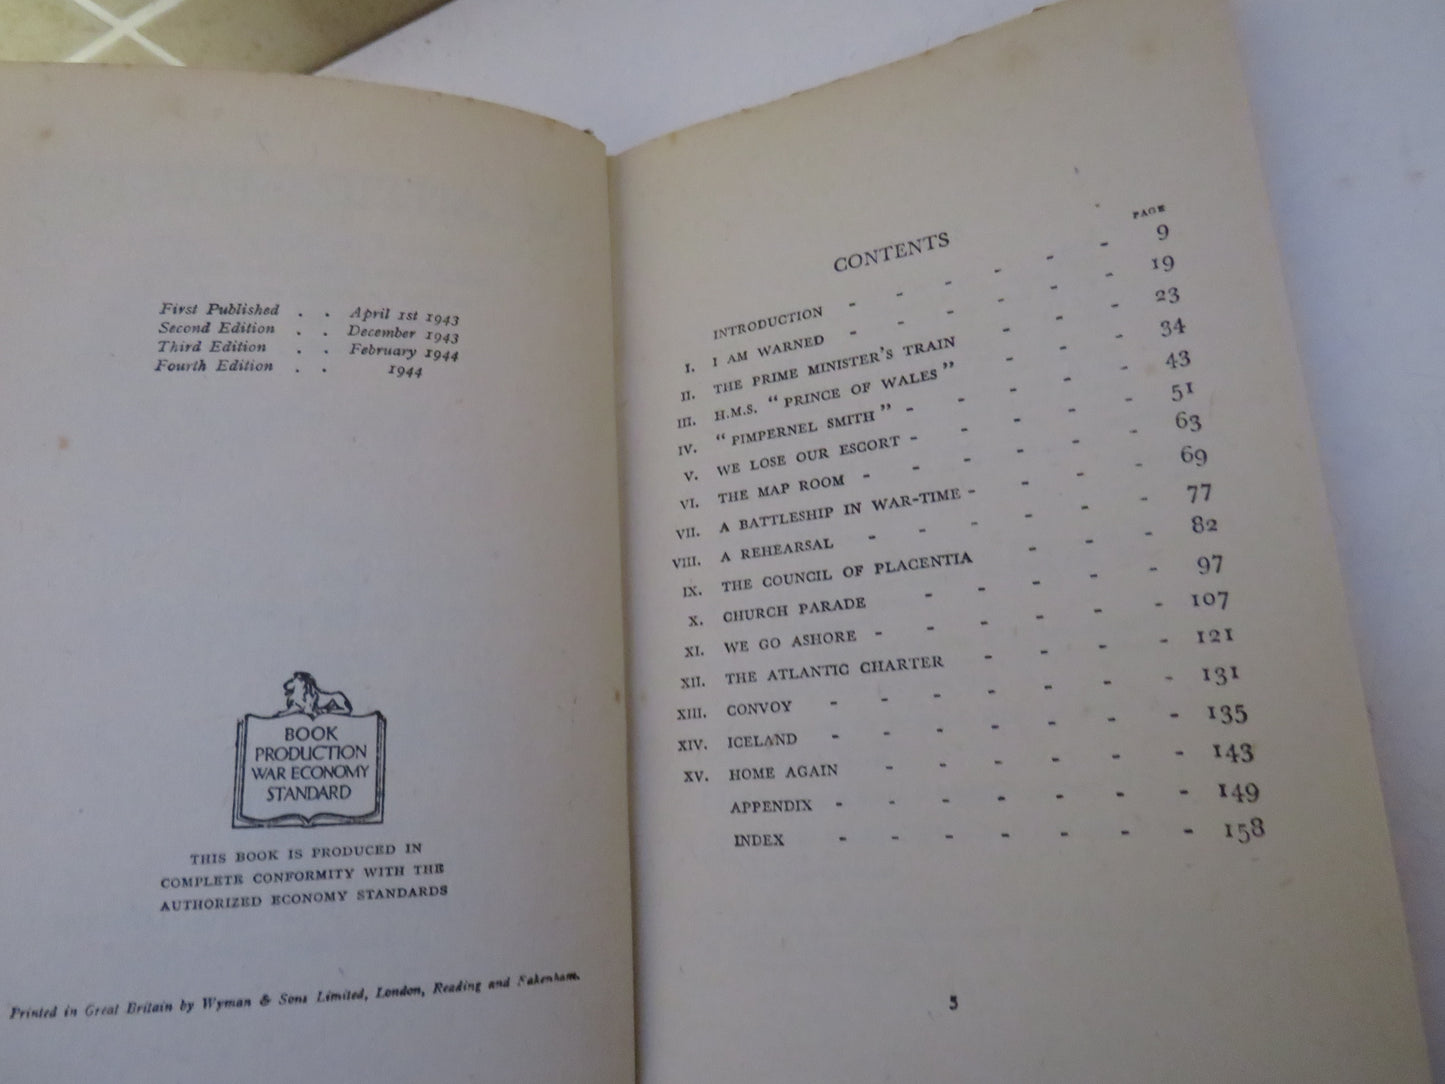 First Published . . April 1st 1943
Second Edition . . December 1943
Third Edition . . February 1944
Fourth Edition . . 1944
BOOK
PRODUCTION
WAR ECONOMY
STANDARD
THIS BOOK IS PRODUCED IN
COMPLETE CONFORMITY WITH THE
AUTHORIZED ECONOMY STANDARDS
Printed in Great Britain by Wyman & Sons Limited, London, Reading and Fakenham.
CONTENTS
PAGE
INTRODUCTION - - - - - - 9
I. I AM WARNED - - - - - - 19
II. THE PRIME MINISTER'S TRAIN - - - 23
III. H.M.S. "PRINCE OF WALES" - - - 34
IV. "PIMPERNEL SMITH" - - - - - 43
V. WE LOSE OUR ESCORT - - - - - 51
VI. THE MAP ROOM - - - - - - 63
VII. A BATTLESHIP IN WAR-TIME - - - - 69
VIII. A REHEARSAL - - - - - - 77
IX. THE COUNCIL OF PLACENTIA - - - 82
X. CHURCH PARADE - - - - - 97
XI. WE GO ASHORE - - - - - - 107
XII. THE ATLANTIC CHARTER - - - - 121
XIII. CONVOY - - - - - - - 131
XIV. ICELAND - - - - - - - 135
XV. HOME AGAIN - - - - - - 143
APPENDIX - - - - - - - 149
INDEX - - - - - - - 158
5